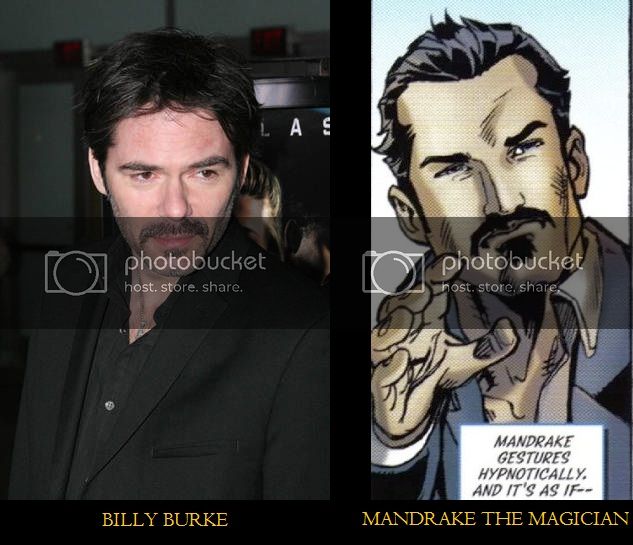 LAS
photobucket
host. store. share.
photobucket
host. store. share.
MANDRAKE
GESTURES
HYPNOTICALLY.
AND IT'S AS IF--
BILLY BURKE
MANDRAKE THE MAGICIAN